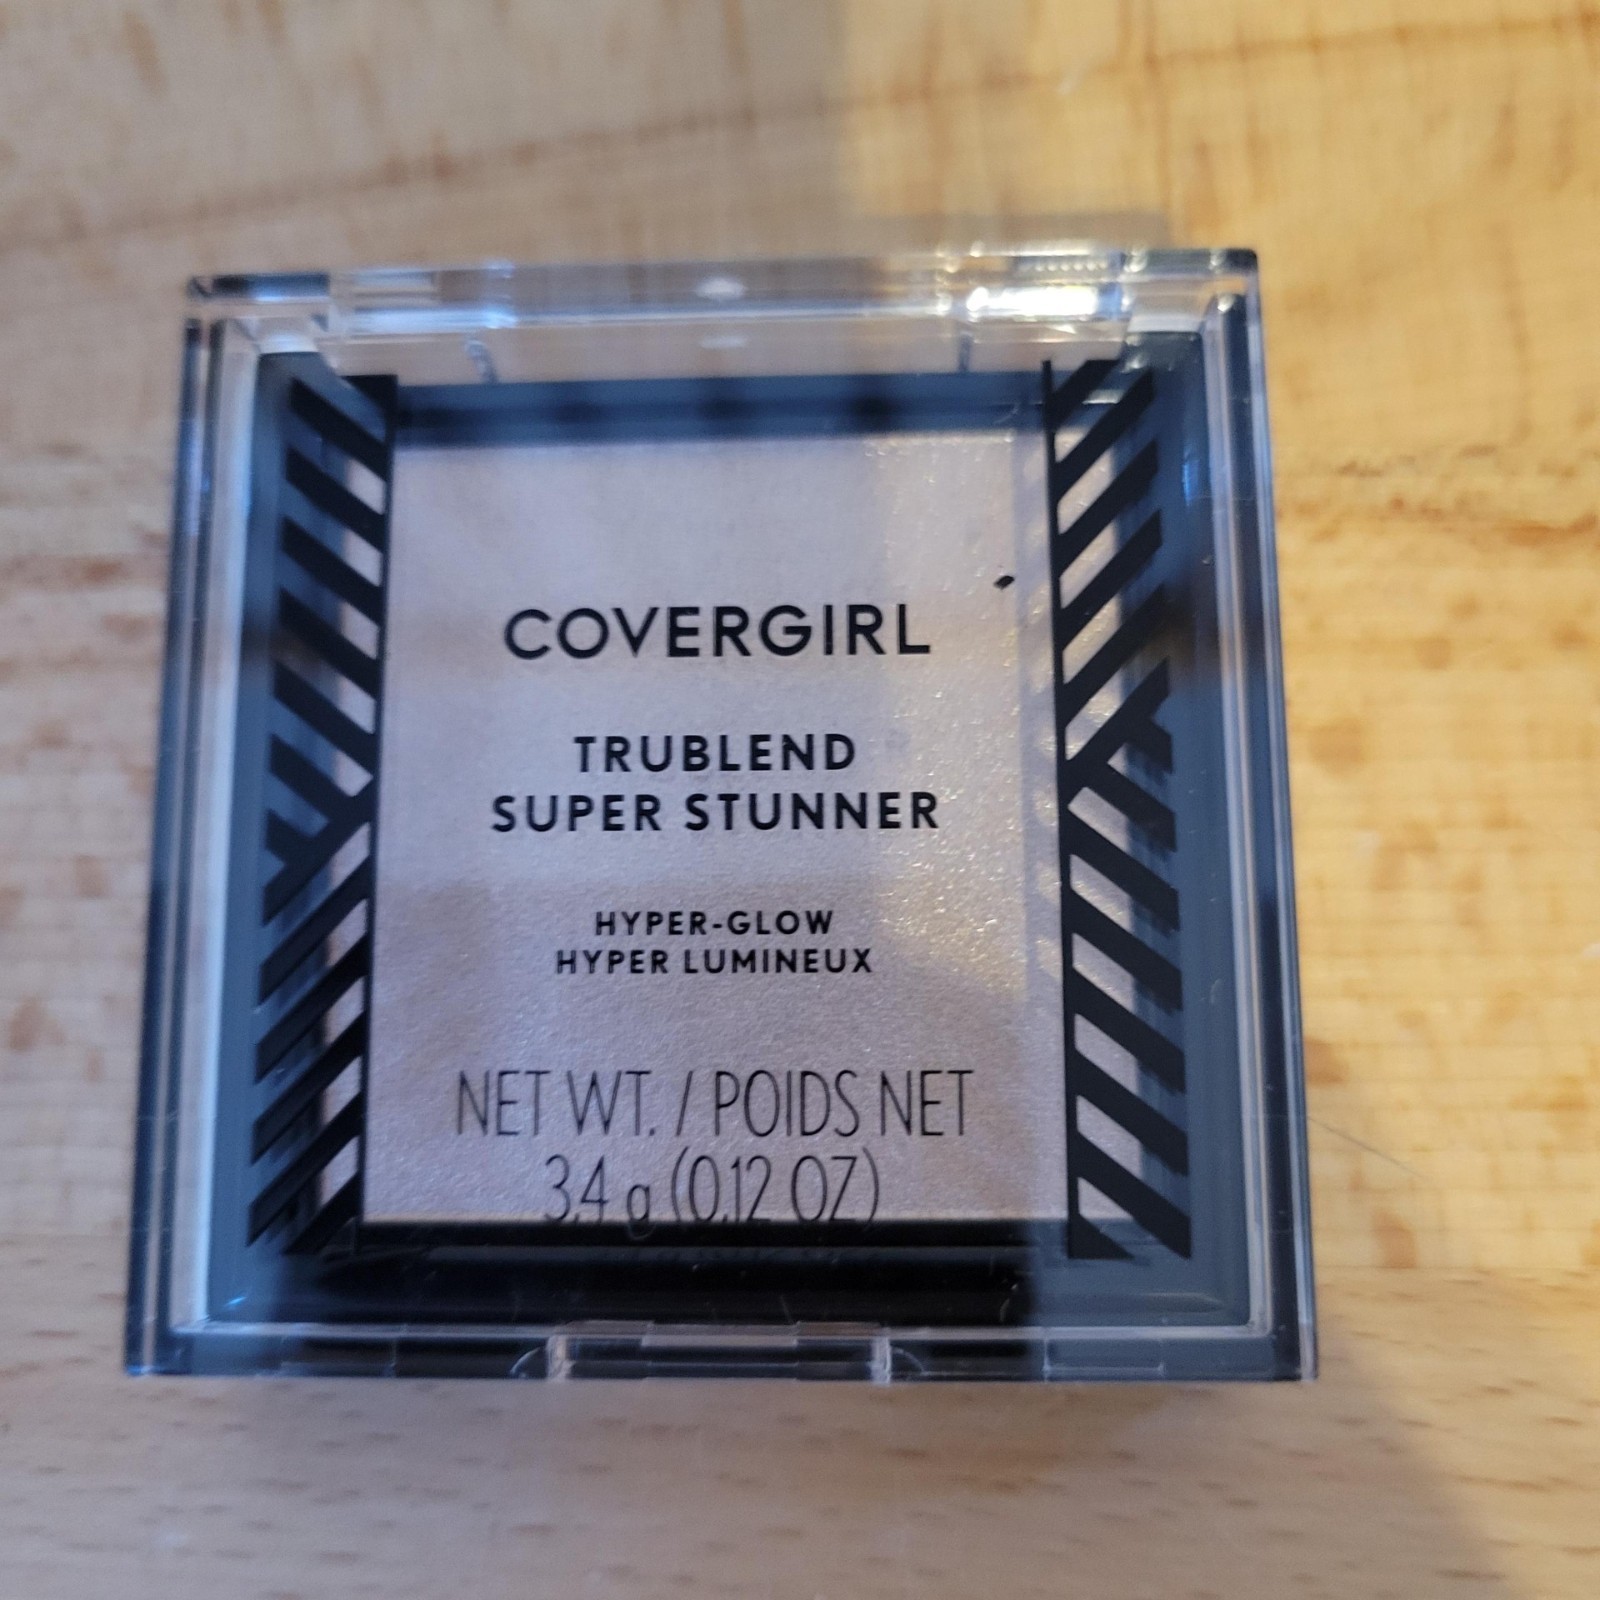 COVERGIRL
TRUBLEND
SUPER STUNNER
HYPER-GLOW
HYPER LUMINEUX
NET WT. / POIDS NET
3.4 g (0.12 OZ)